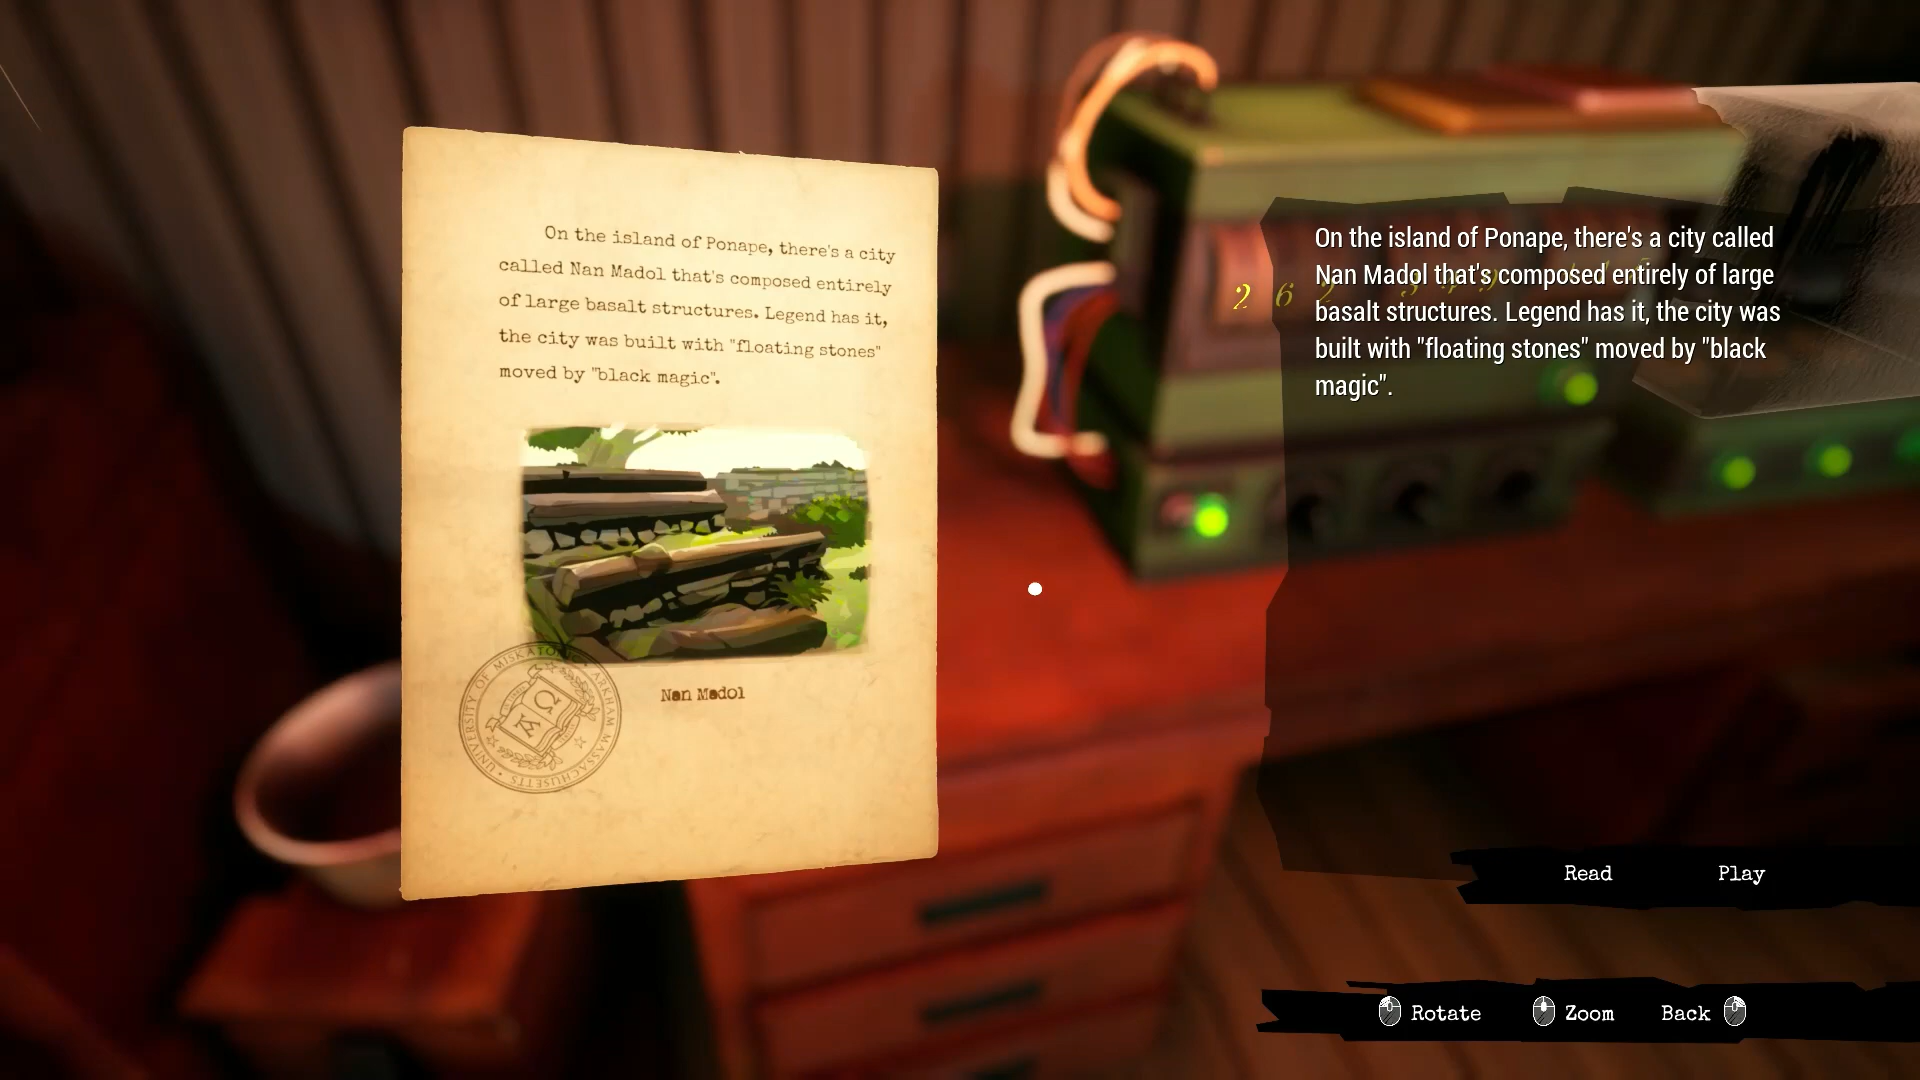 On the island of Ponape, there's a city
called Nan Madol that's composed entirely
of large basalt structures. Legend has it,
the city was built with "floating stones"
moved by "black magic".
Nan Madol
UNIVERSITY OF MISKATONIC • ARKHAM MASSACHUSETTS •
A Ω
2 6 2
On the island of Ponape, there's a city called
Nan Madol that's composed entirely of large
basalt structures. Legend has it, the city was
built with "floating stones" moved by "black
magic".
Read Play
Rotate Zoom Back